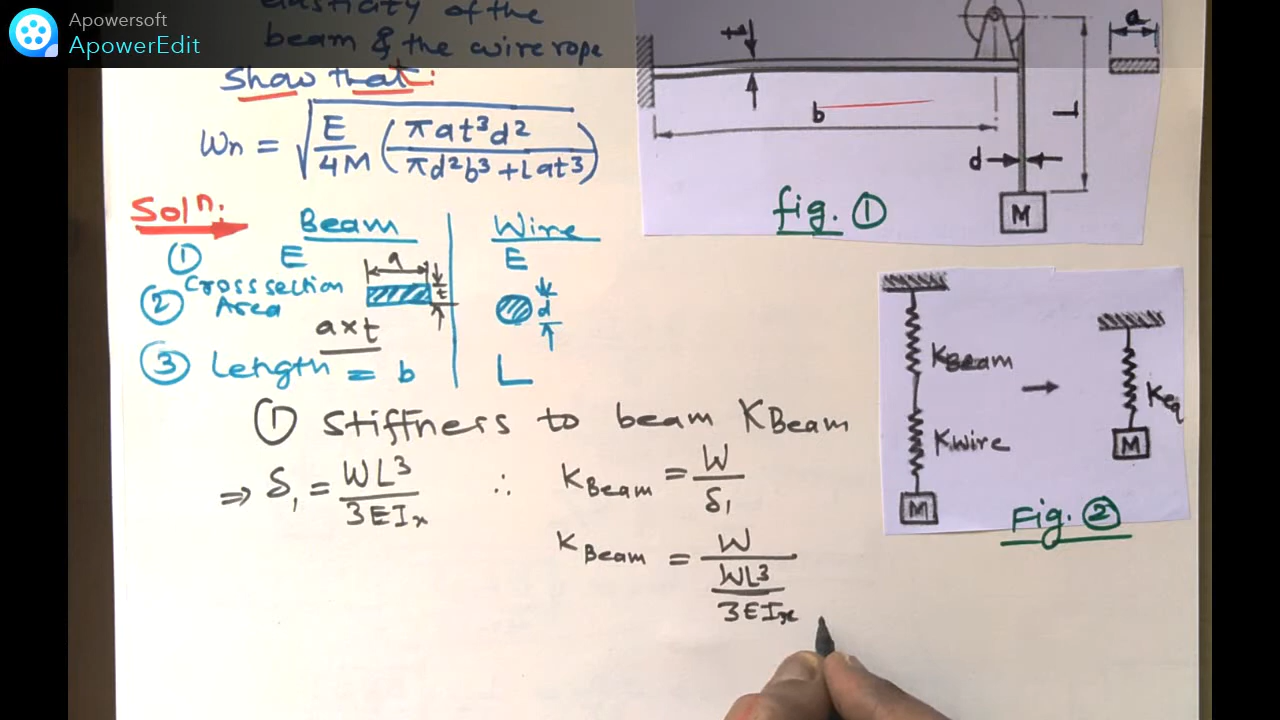 Apowersoft
ApowerEdit
elasticity of the
beam & the wire rope
Show that:
Wn = √ E/4M (πat³d² / πd²b³ + Lat³)
Soln.
Beam
Wire
① E E
② Cross section Area
a
t
d
a×t
③ Length = b L
① Stiffness to beam KBeam
⇒ δ₁ = WL³/3EIx ∴ KBeam = W/δ₁
KBeam = W / (WL³/3EIx)
t
a
b
L
d
M
fig. ①
KBeam
→
Kwire
Keq
M
M
Fig. ②